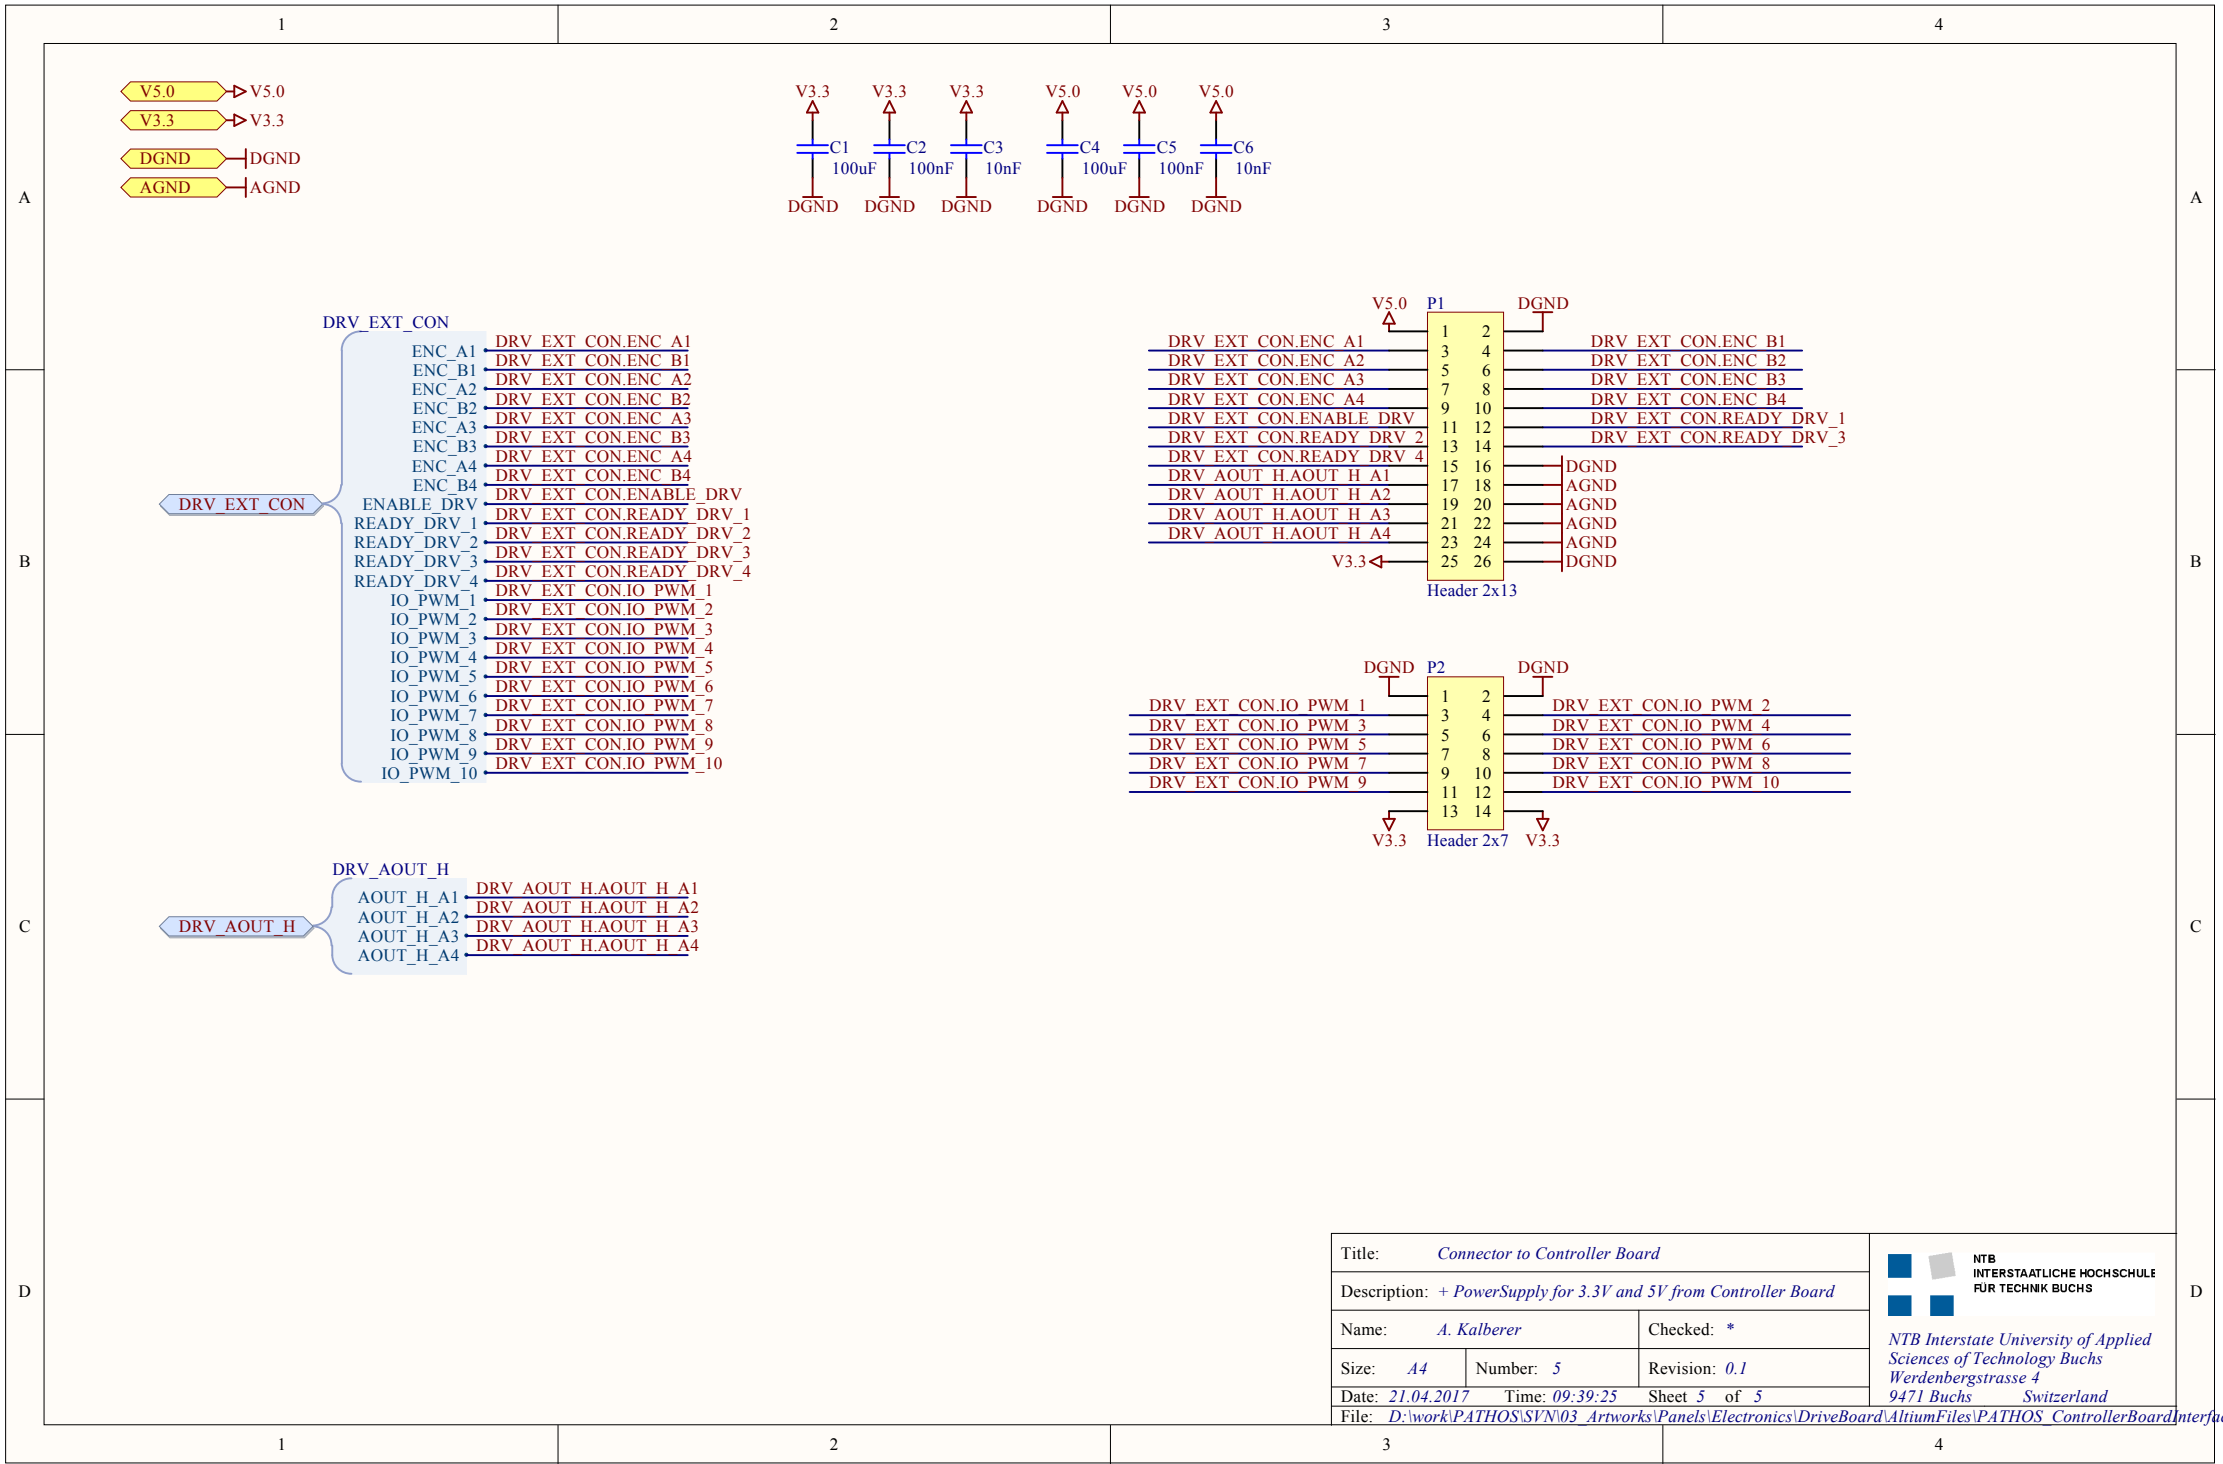 1 2 3 4
V5.0 V5.0
V3.3 V3.3
DGND DGND
AGND AGND
V3.3 V3.3 V3.3 V5.0 V5.0 V5.0
C1 C2 C3 C4 C5 C6
100uF 100nF 10nF 100uF 100nF 10nF
DGND DGND DGND DGND DGND DGND
A A
DRV_EXT_CON
ENC_A1 DRV_EXT_CON.ENC_A1
ENC_B1 DRV_EXT_CON.ENC_B1
ENC_A2 DRV_EXT_CON.ENC_A2
ENC_B2 DRV_EXT_CON.ENC_B2
ENC_A3 DRV_EXT_CON.ENC_A3
ENC_B3 DRV_EXT_CON.ENC_B3
ENC_A4 DRV_EXT_CON.ENC_A4
ENC_B4 DRV_EXT_CON.ENC_B4
DRV_EXT_CON ENABLE_DRV DRV_EXT_CON.ENABLE_DRV
READY_DRV_1 DRV_EXT_CON.READY_DRV_1
READY_DRV_2 DRV_EXT_CON.READY_DRV_2
READY_DRV_3 DRV_EXT_CON.READY_DRV_3
READY_DRV_4 DRV_EXT_CON.READY_DRV_4
IO_PWM_1 DRV_EXT_CON.IO_PWM_1
IO_PWM_2 DRV_EXT_CON.IO_PWM_2
IO_PWM_3 DRV_EXT_CON.IO_PWM_3
IO_PWM_4 DRV_EXT_CON.IO_PWM_4
IO_PWM_5 DRV_EXT_CON.IO_PWM_5
IO_PWM_6 DRV_EXT_CON.IO_PWM_6
IO_PWM_7 DRV_EXT_CON.IO_PWM_7
IO_PWM_8 DRV_EXT_CON.IO_PWM_8
IO_PWM_9 DRV_EXT_CON.IO_PWM_9
IO_PWM_10 DRV_EXT_CON.IO_PWM_10
V5.0 P1 DGND
1 2
DRV_EXT_CON.ENC_A1 3 4 DRV_EXT_CON.ENC_B1
DRV_EXT_CON.ENC_A2 5 6 DRV_EXT_CON.ENC_B2
DRV_EXT_CON.ENC_A3 7 8 DRV_EXT_CON.ENC_B3
DRV_EXT_CON.ENC_A4 9 10 DRV_EXT_CON.ENC_B4
DRV_EXT_CON.ENABLE_DRV 11 12 DRV_EXT_CON.READY_DRV_1
DRV_EXT_CON.READY_DRV_2 13 14 DRV_EXT_CON.READY_DRV_3
DRV_EXT_CON.READY_DRV_4 15 16 DGND
DRV_AOUT_H.AOUT_H_A1 17 18 AGND
DRV_AOUT_H.AOUT_H_A2 19 20 AGND
DRV_AOUT_H.AOUT_H_A3 21 22 AGND
DRV_AOUT_H.AOUT_H_A4 23 24 AGND
V3.3 25 26 DGND
Header 2x13
B B
DGND P2 DGND
1 2
DRV_EXT_CON.IO_PWM_1 3 4 DRV_EXT_CON.IO_PWM_2
DRV_EXT_CON.IO_PWM_3 5 6 DRV_EXT_CON.IO_PWM_4
DRV_EXT_CON.IO_PWM_5 7 8 DRV_EXT_CON.IO_PWM_6
DRV_EXT_CON.IO_PWM_7 9 10 DRV_EXT_CON.IO_PWM_8
DRV_EXT_CON.IO_PWM_9 11 12 DRV_EXT_CON.IO_PWM_10
13 14
V3.3 Header 2x7 V3.3
DRV_AOUT_H
AOUT_H_A1 DRV_AOUT_H.AOUT_H_A1
AOUT_H_A2 DRV_AOUT_H.AOUT_H_A2
DRV_AOUT_H
AOUT_H_A3 DRV_AOUT_H.AOUT_H_A3
AOUT_H_A4 DRV_AOUT_H.AOUT_H_A4
C C
D D
Title: Connector to Controller Board
Description: + PowerSupply for 3.3V and 5V from Controller Board
Name: A. Kalberer Checked: *
Size: A4 Number: 5 Revision: 0.1
Date: 21.04.2017 Time: 09:39:25 Sheet 5 of 5
File: D:\work\PATHOS\SVN\03_Artworks\Panels\Electronics\DriveBoard\AltiumFiles\PATHOS_ControllerBoardInterfa
NTB
INTERSTAATLICHE HOCHSCHULE
FÜR TECHNIK BUCHS
NTB Interstate University of Applied
Sciences of Technology Buchs
Werdenbergstrasse 4
9471 Buchs Switzerland
1 2 3 4